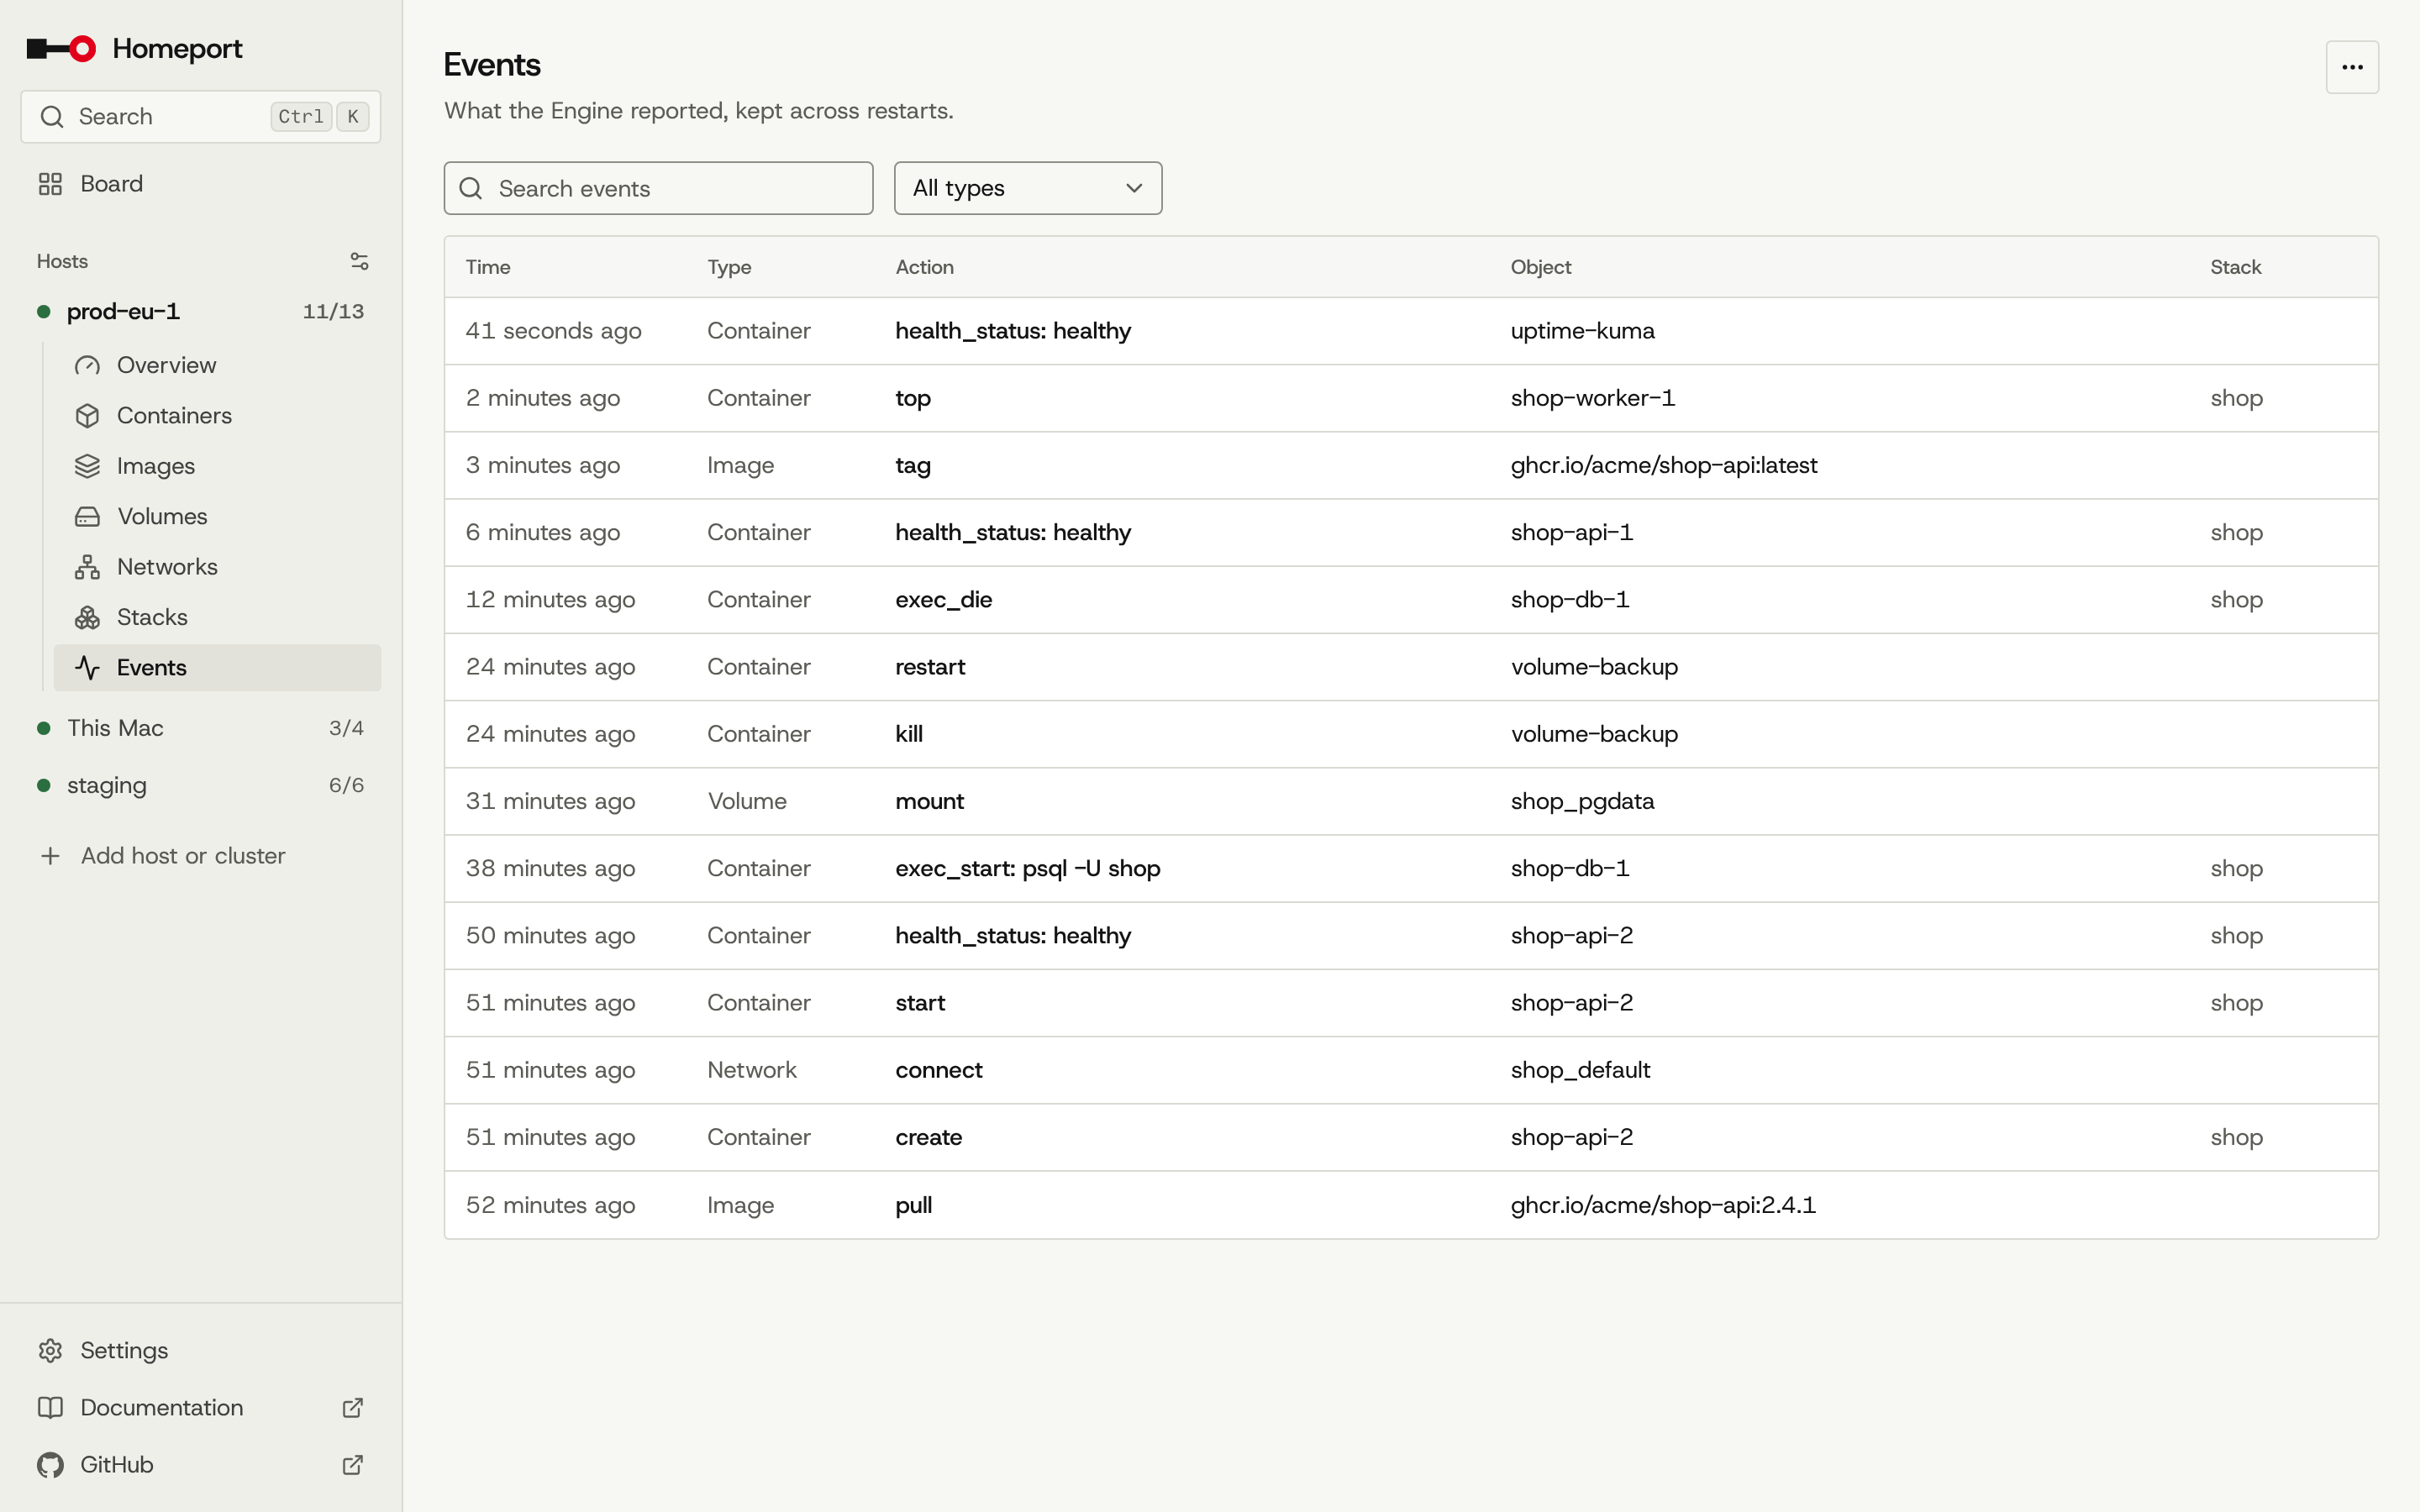 Homeport
Search Ctrl K
Board
Hosts
prod-eu-1 11/13
Overview
Containers
Images
Volumes
Networks
Stacks
Events
This Mac 3/4
staging 6/6
Add host or cluster
Settings
Documentation
GitHub
Events
What the Engine reported, kept across restarts.
Search events All types
Time Type Action Object Stack
41 seconds ago Container health_status: healthy uptime-kuma
2 minutes ago Container top shop-worker-1 shop
3 minutes ago Image tag ghcr.io/acme/shop-api:latest
6 minutes ago Container health_status: healthy shop-api-1 shop
12 minutes ago Container exec_die shop-db-1 shop
24 minutes ago Container restart volume-backup
24 minutes ago Container kill volume-backup
31 minutes ago Volume mount shop_pgdata
38 minutes ago Container exec_start: psql -U shop shop-db-1 shop
50 minutes ago Container health_status: healthy shop-api-2 shop
51 minutes ago Container start shop-api-2 shop
51 minutes ago Network connect shop_default
51 minutes ago Container create shop-api-2 shop
52 minutes ago Image pull ghcr.io/acme/shop-api:2.4.1